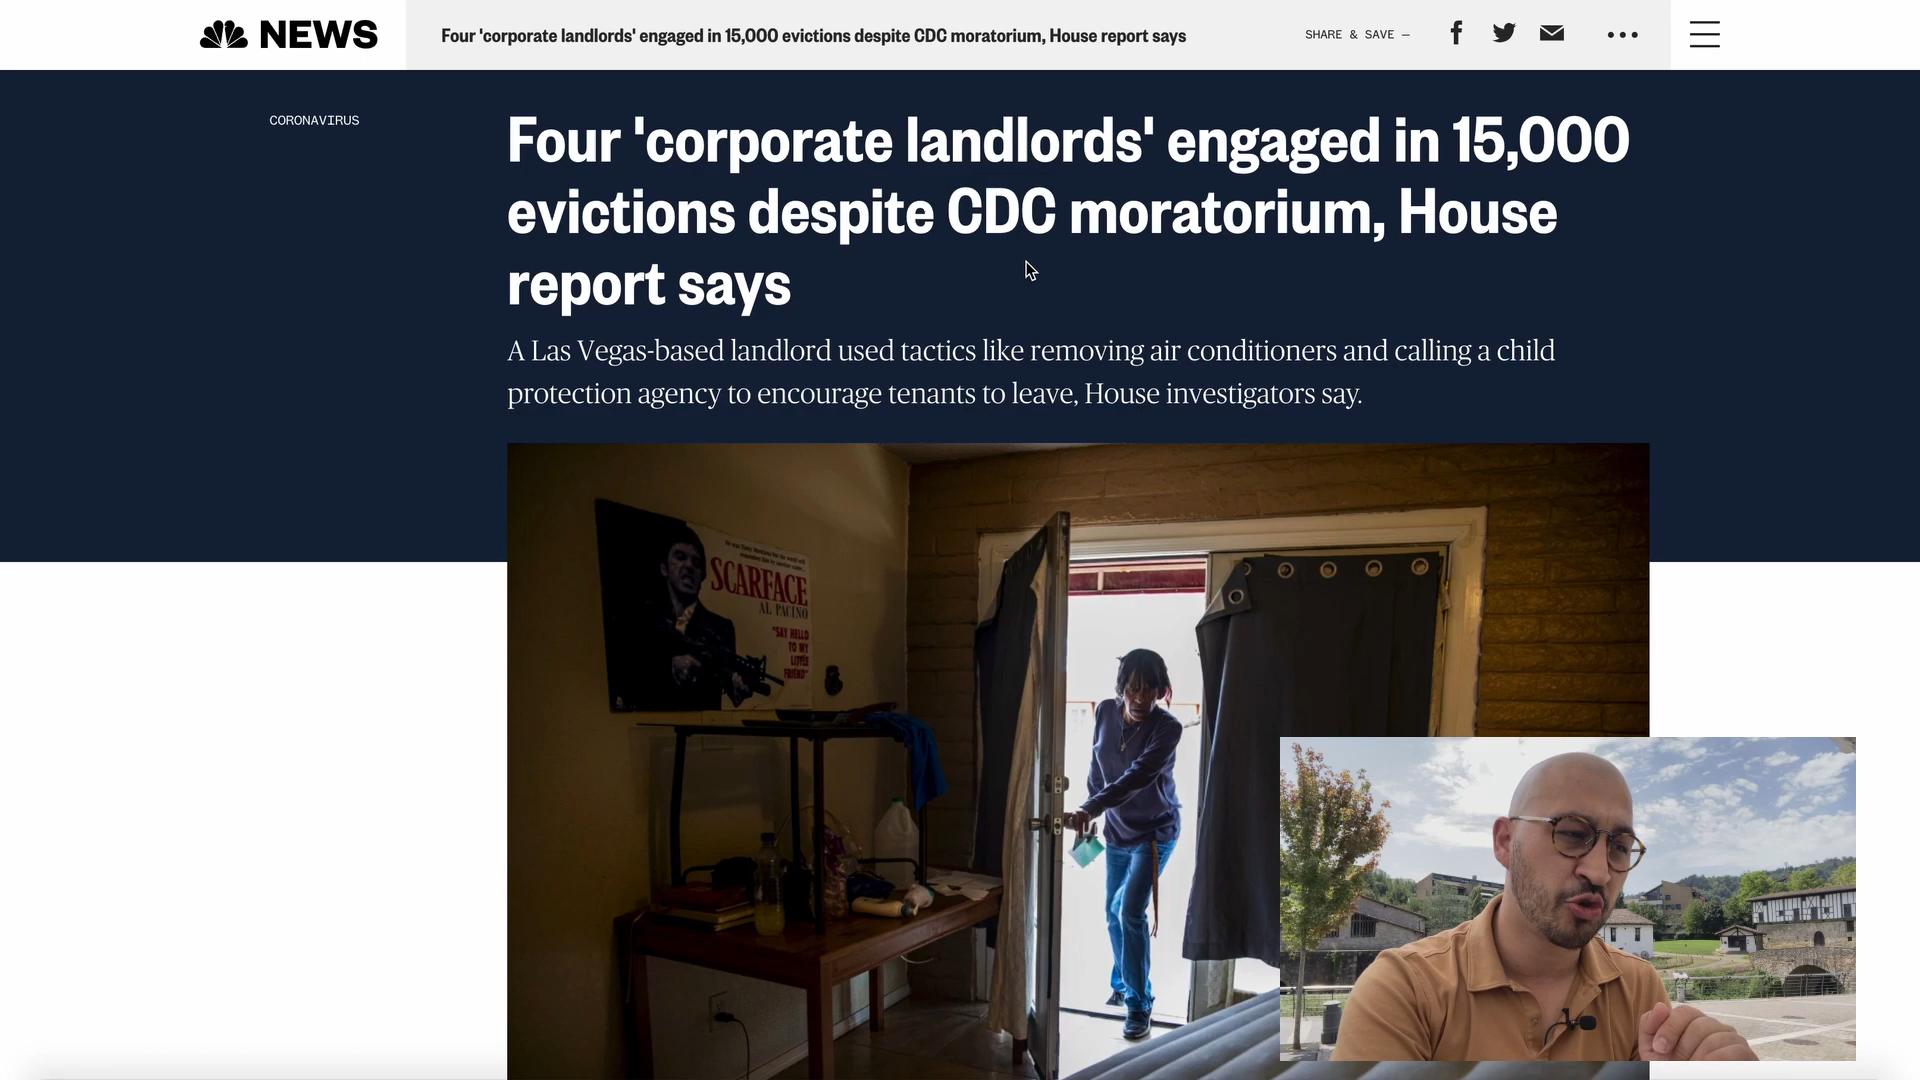 NEWS
Four 'corporate landlords' engaged in 15,000 evictions despite CDC moratorium, House report says
SHARE & SAVE —
CORONAVIRUS
Four 'corporate landlords' engaged in 15,000
evictions despite CDC moratorium, House
report says
A Las Vegas-based landlord used tactics like removing air conditioners and calling a child
protection agency to encourage tenants to leave, House investigators say.
SCARFACE
AL PACINO
"SAY HELLO
TO MY
LITTLE
FRIEND"